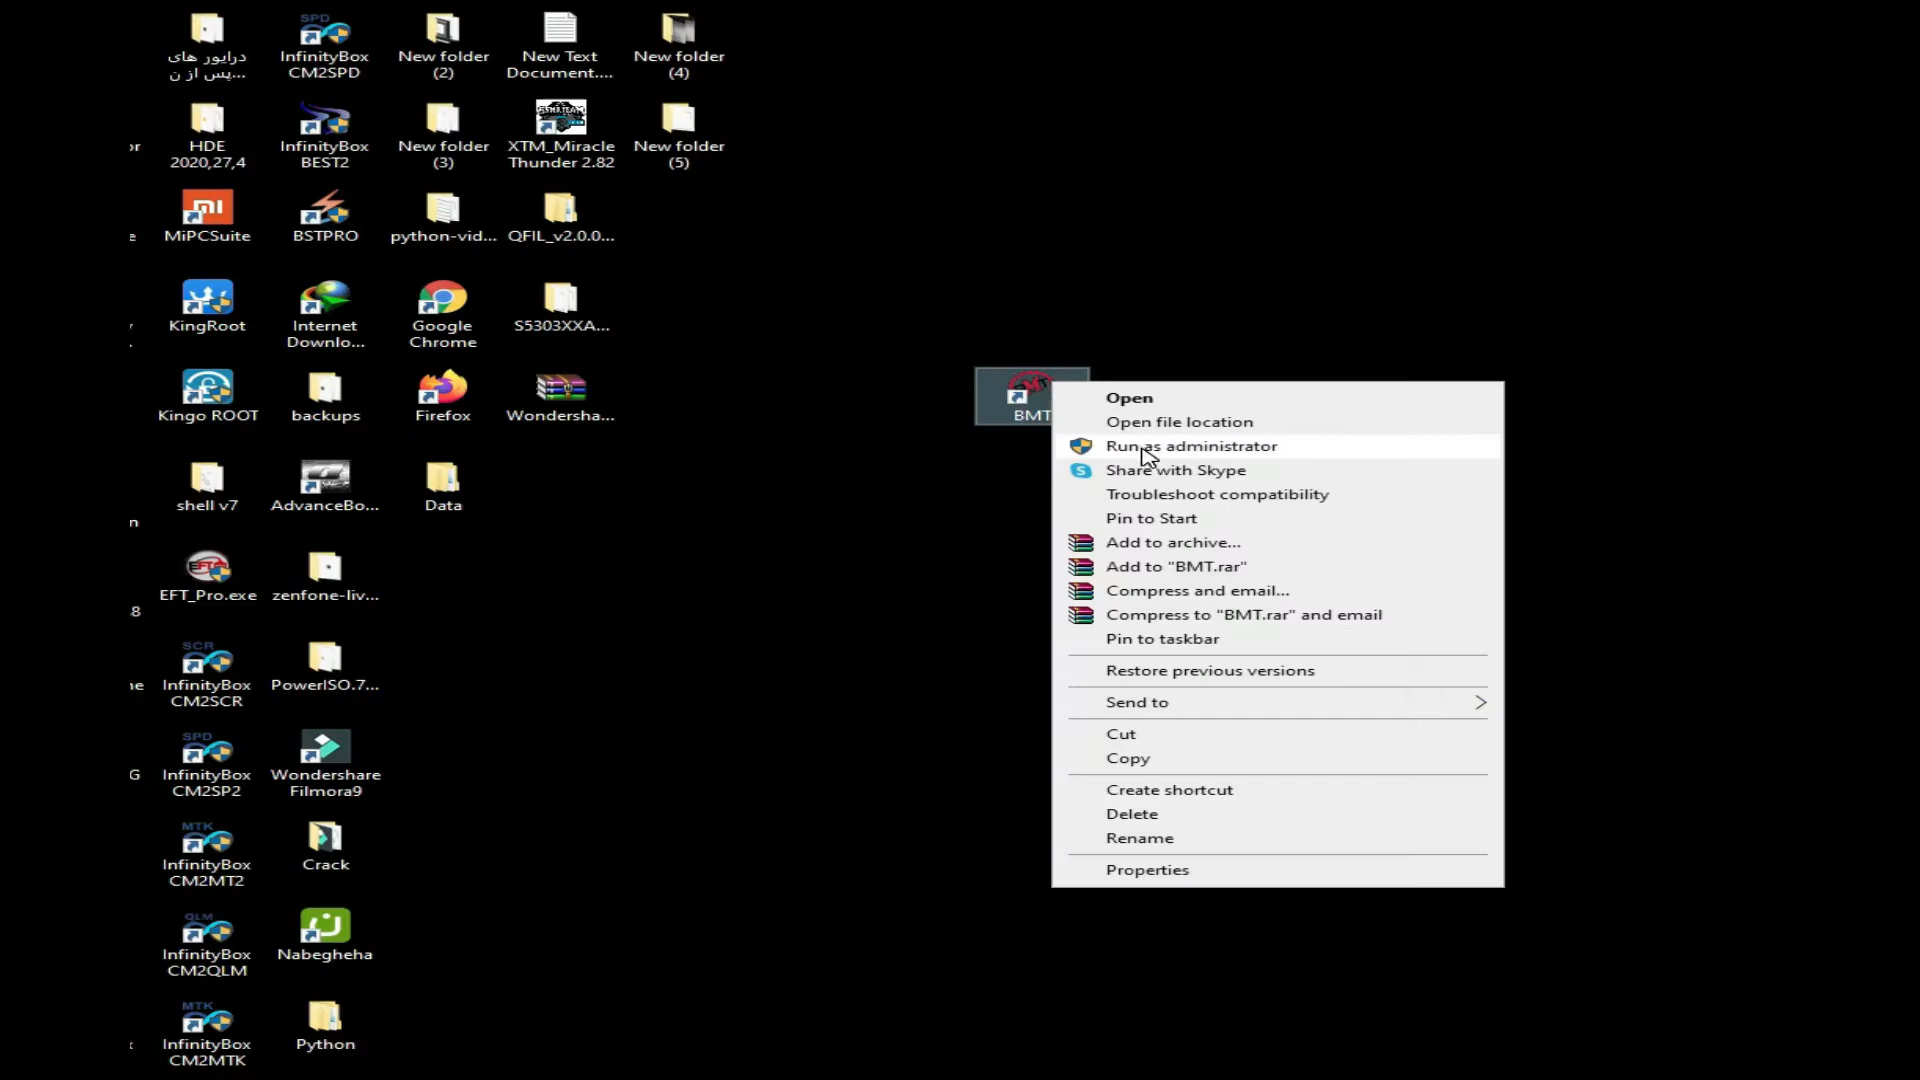 درایور های
...پس از ن
HDE
2020,27,4
MiPCSuite
KingRoot
Kingo ROOT
shell v7
EFT_Pro.exe
SCR
InfinityBox
CM2SCR
SPD
InfinityBox
CM2SP2
MTK
InfinityBox
CM2MT2
QLM
InfinityBox
CM2QLM
MTK
InfinityBox
CM2MTK
SPD
InfinityBox
CM2SPD
InfinityBox
BEST2
BSTPRO
Internet
Downlo...
backups
AdvanceBo...
zenfone-liv...
PowerISO.7...
Wondershare
Filmora9
Crack
Nabegheha
Python
New folder
(2)
New folder
(3)
python-vid...
Google
Chrome
Firefox
Data
New Text
Document....
XTM_Miracle
Thunder 2.82
QFIL_v2.0.0...
S5303XXA...
Wondersha...
New folder
(4)
New folder
(5)
BMT
Open
Open file location
Run as administrator
Share with Skype
Troubleshoot compatibility
Pin to Start
Add to archive...
Add to "BMT.rar"
Compress and email...
Compress to "BMT.rar" and email
Pin to taskbar
Restore previous versions
Send to
Cut
Copy
Create shortcut
Delete
Rename
Properties